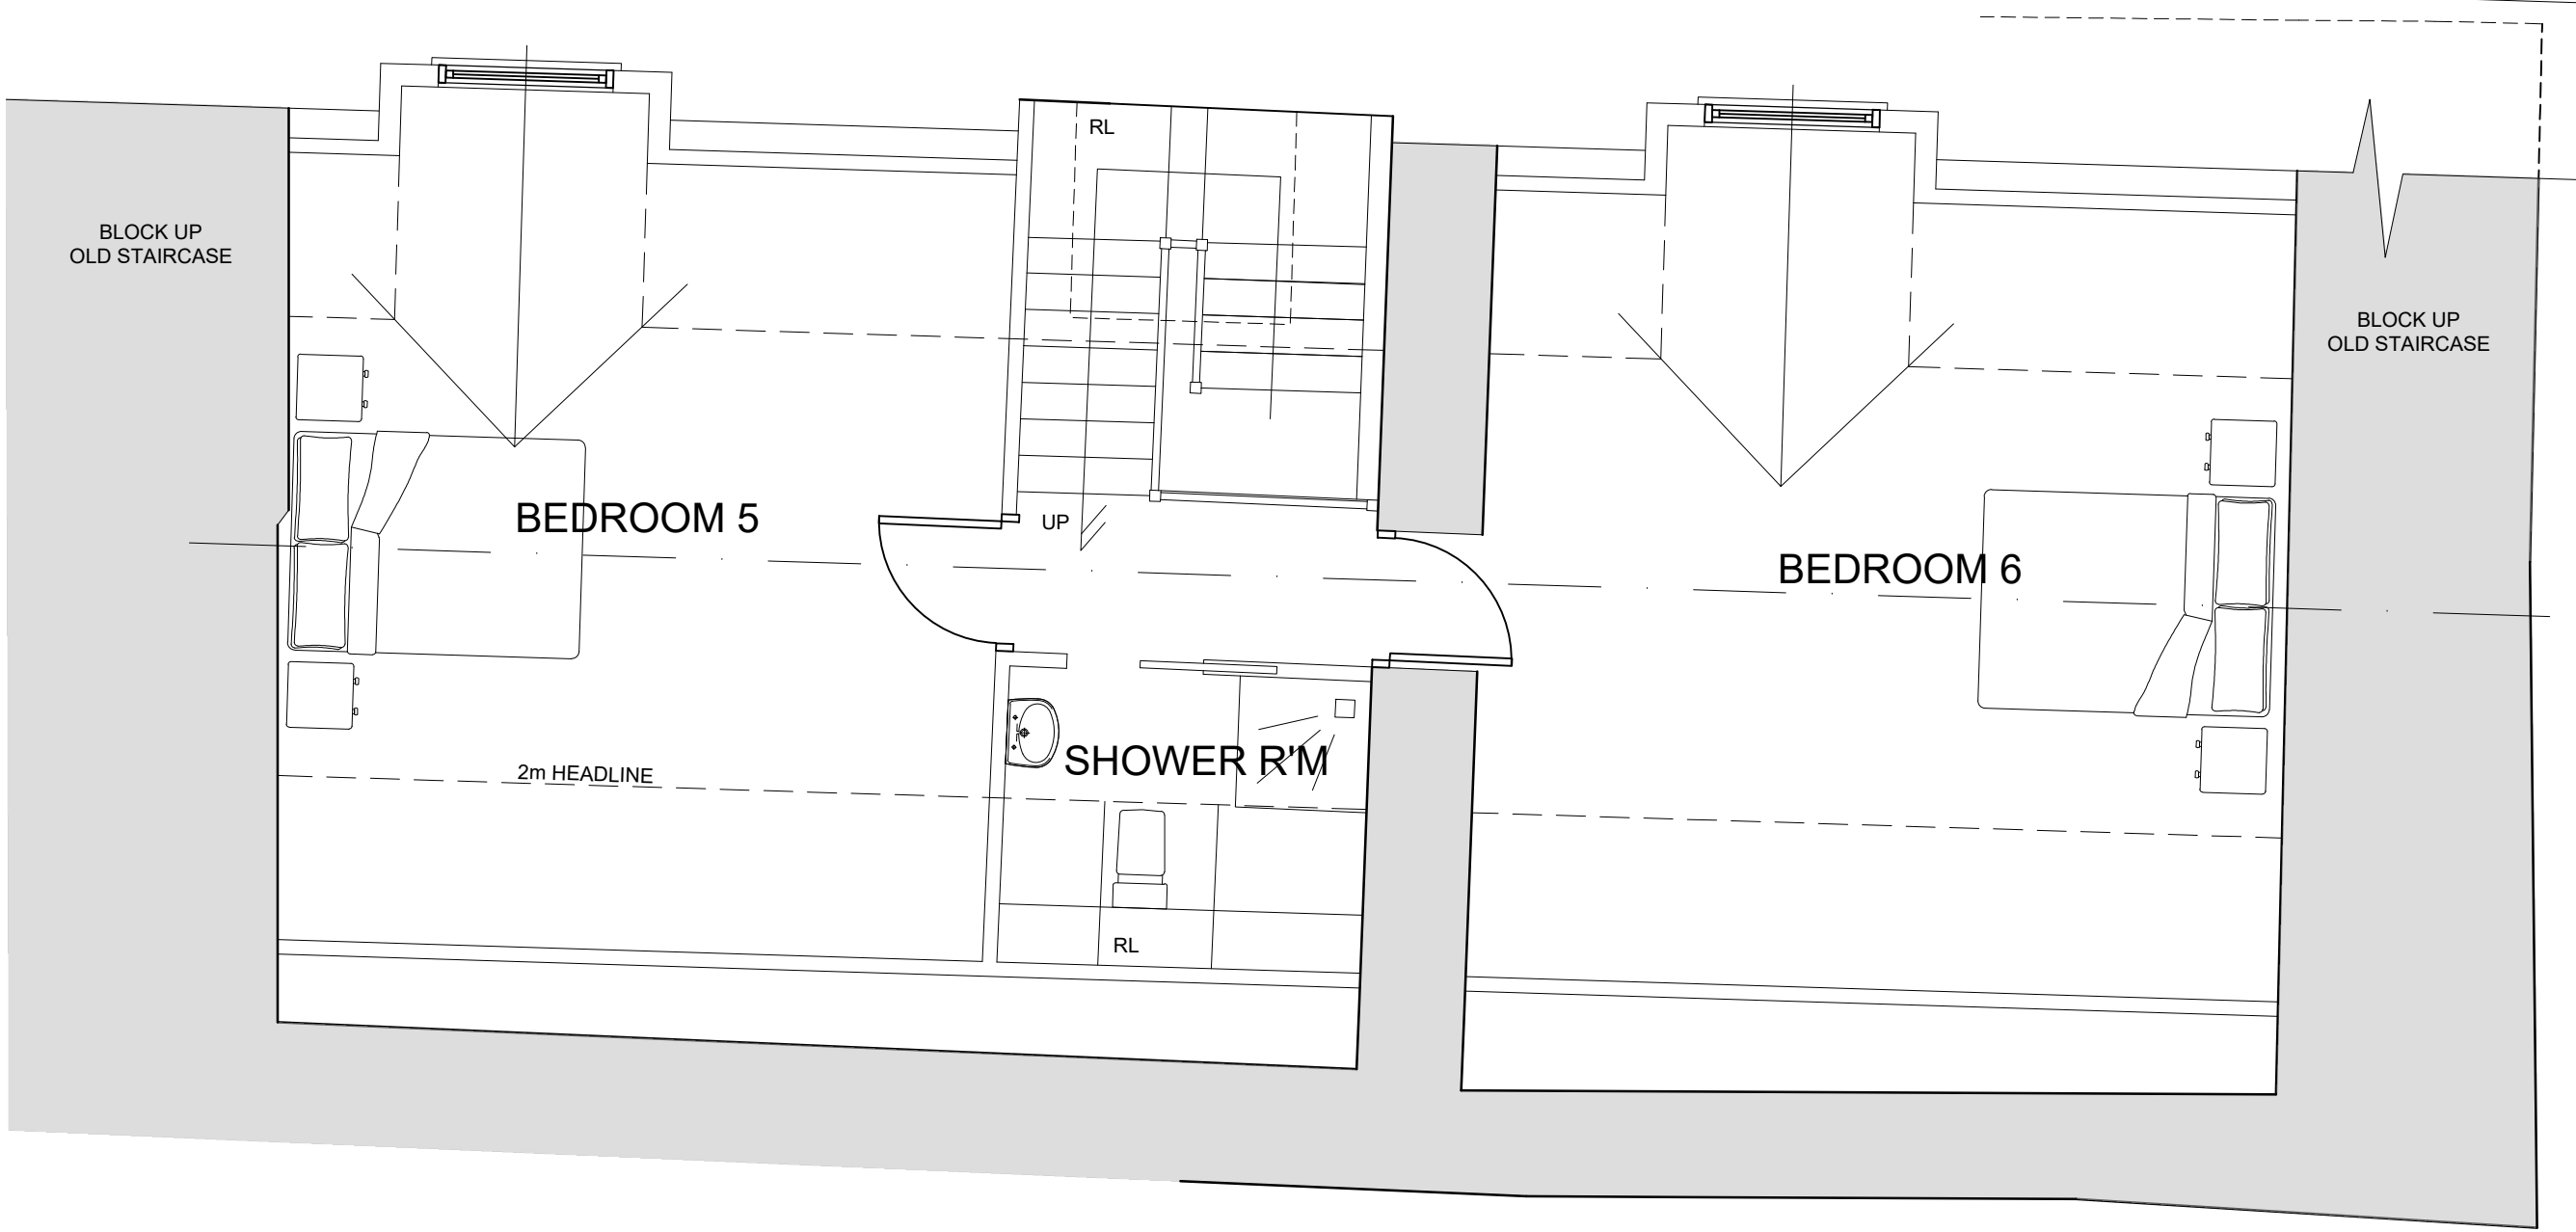 RL
BLOCK UP
OLD STAIRCASE
BLOCK UP
OLD STAIRCASE
BEDROOM 5
UP
BEDROOM 6
SHOWER R'M
2m HEADLINE
RL